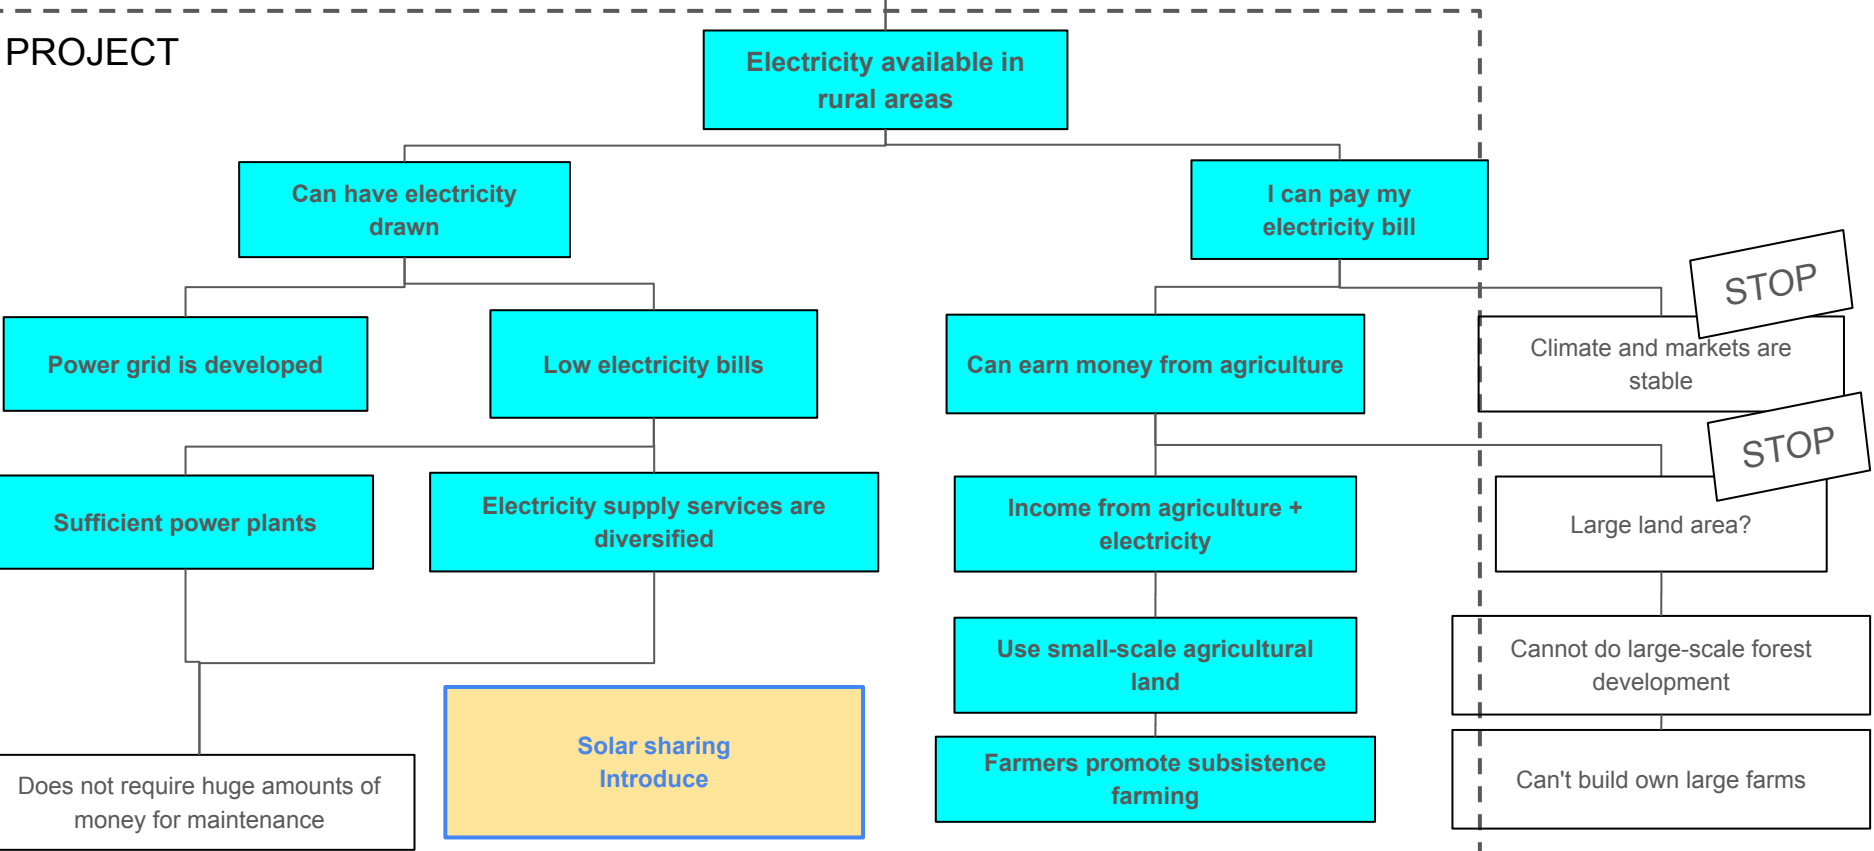 PROJECT
Electricity available in
rural areas
Can have electricity
drawn
I can pay my
electricity bill
STOP
Power grid is developed
Low electricity bills
Can earn money from agriculture
Climate and markets are
stable
STOP
Sufficient power plants
Electricity supply services are
diversified
Income from agriculture +
electricity
Large land area?
Use small-scale agricultural
land
Cannot do large-scale forest
development
Solar sharing
Introduce
Farmers promote subsistence
farming
Does not require huge amounts of
money for maintenance
Can't build own large farms